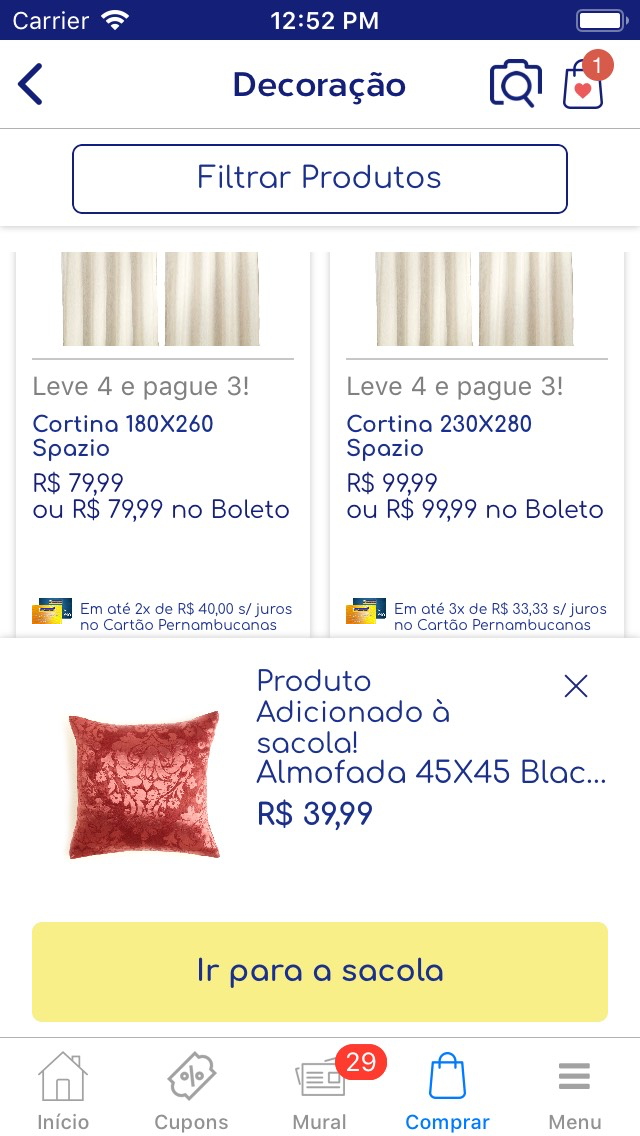 Carrier 12:52 PM
Decoração 1
Filtrar Produtos
Leve 4 e pague 3!
Cortina 180X260
Spazio
R$ 79,99
ou R$ 79,99 no Boleto
Em até 2x de R$ 40,00 s/ juros
no Cartão Pernambucanas
Leve 4 e pague 3!
Cortina 230X280
Spazio
R$ 99,99
ou R$ 99,99 no Boleto
Em até 3x de R$ 33,33 s/ juros
no Cartão Pernambucanas
Produto
Adicionado à
sacola!
Almofada 45X45 Blac...
R$ 39,99
Ir para a sacola
29
Início Cupons Mural Comprar Menu